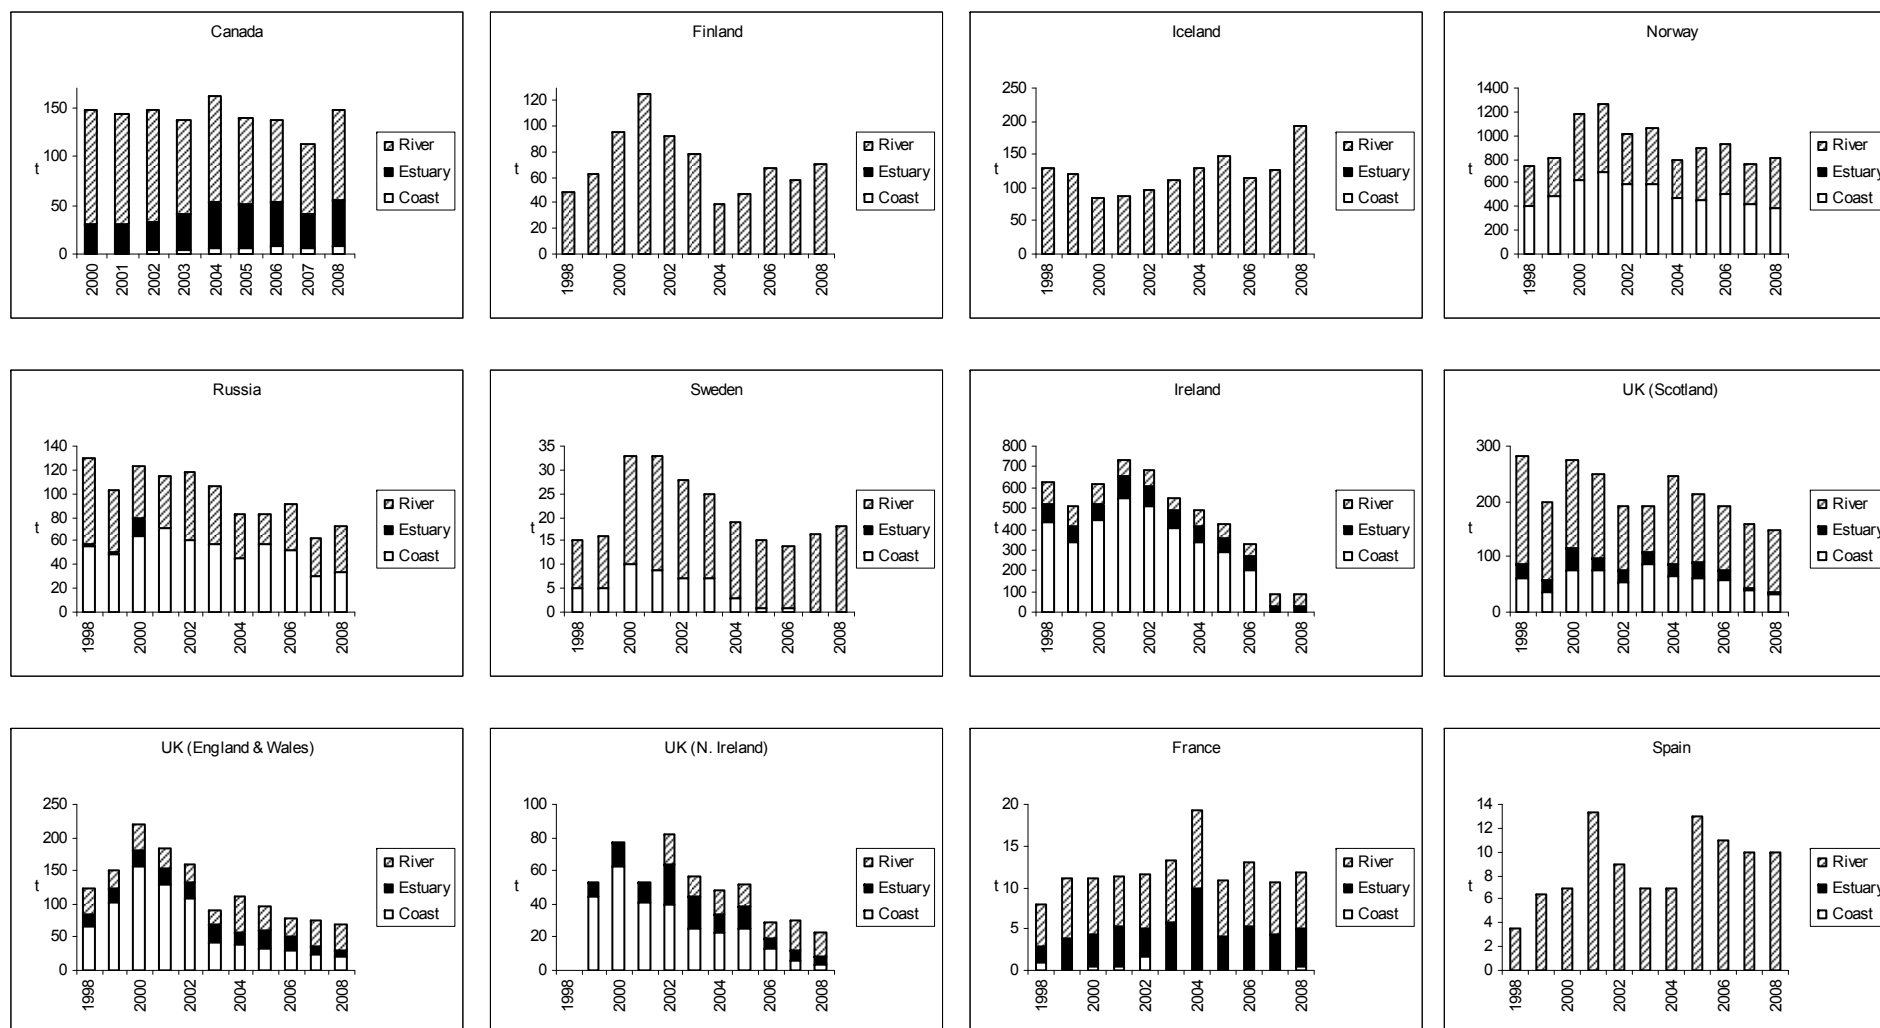 Canada
150
100
t
50
0
2000
2001
2002
2003
2004
2005
2006
2007
2008
River
Estuary
Coast
Finland
120
100
80
t
60
40
20
0
1998
2000
2002
2004
2006
2008
Iceland
250
200
150
t
100
50
0
1998
2000
2002
2004
2006
2008
River
Estuary
Coast
Norway
1400
1200
1000
800
t
600
400
200
0
1998
2000
2002
2004
2006
2008
River
Estuary
Coast
Russia
140
120
100
80
t
60
40
20
0
1998
2000
2002
2004
2006
2008
River
Estuary
Coast
Sweden
35
30
25
20
t
15
10
5
0
1998
2000
2002
2004
2006
2008
River
Estuary
Coast
Ireland
800
700
600
500
t
400
300
200
100
0
1998
2000
2002
2004
2006
2008
River
Estuary
Coast
UK (Scotland)
300
200
t
100
0
1998
2000
2002
2004
2006
2008
River
Estuary
Coast
UK (England & Wales)
250
200
150
t
100
50
0
1998
2000
2002
2004
2006
2008
River
Estuary
Coast
UK (N. Ireland)
100
80
60
t
40
20
0
1998
2000
2002
2004
2006
2008
River
Estuary
Coast
France
20
15
t
10
5
0
1998
2000
2002
2004
2006
2008
River
Estuary
Coast
Spain
14
12
10
8
t
6
4
2
0
1998
2000
2002
2004
2006
2008
River
Estuary
Coast